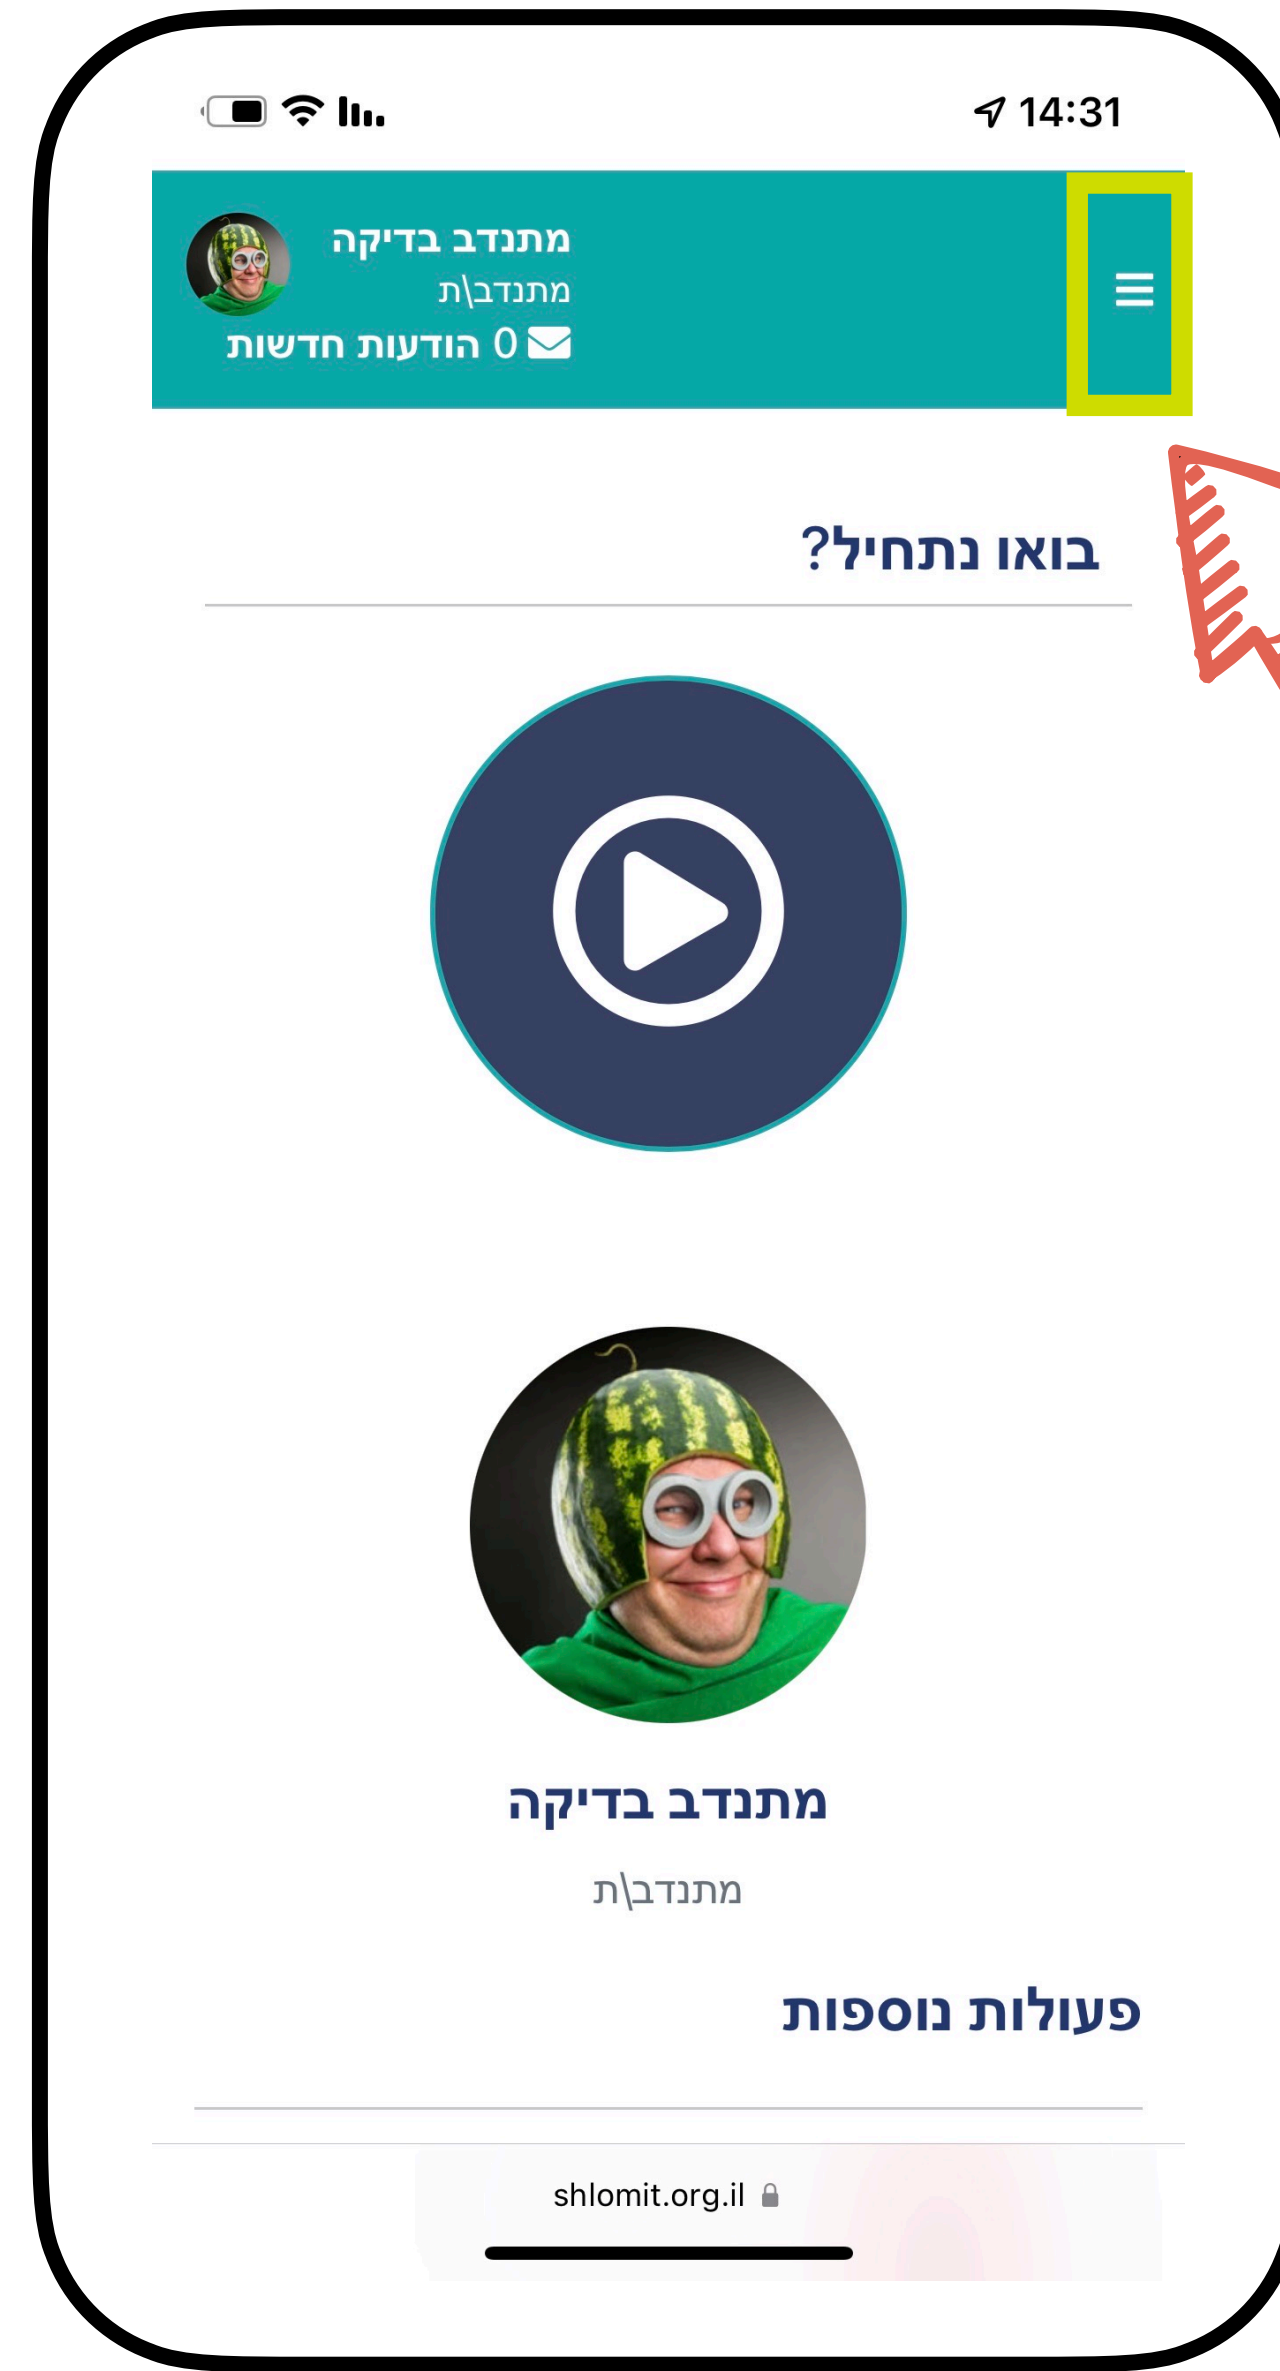 14:31
מתנדב בדיקה
מתנדב\ת
0 הודעות חדשות
בואו נתחיל?
מתנדב בדיקה
מתנדב\ת
פעולות נוספות
shlomit.org.il